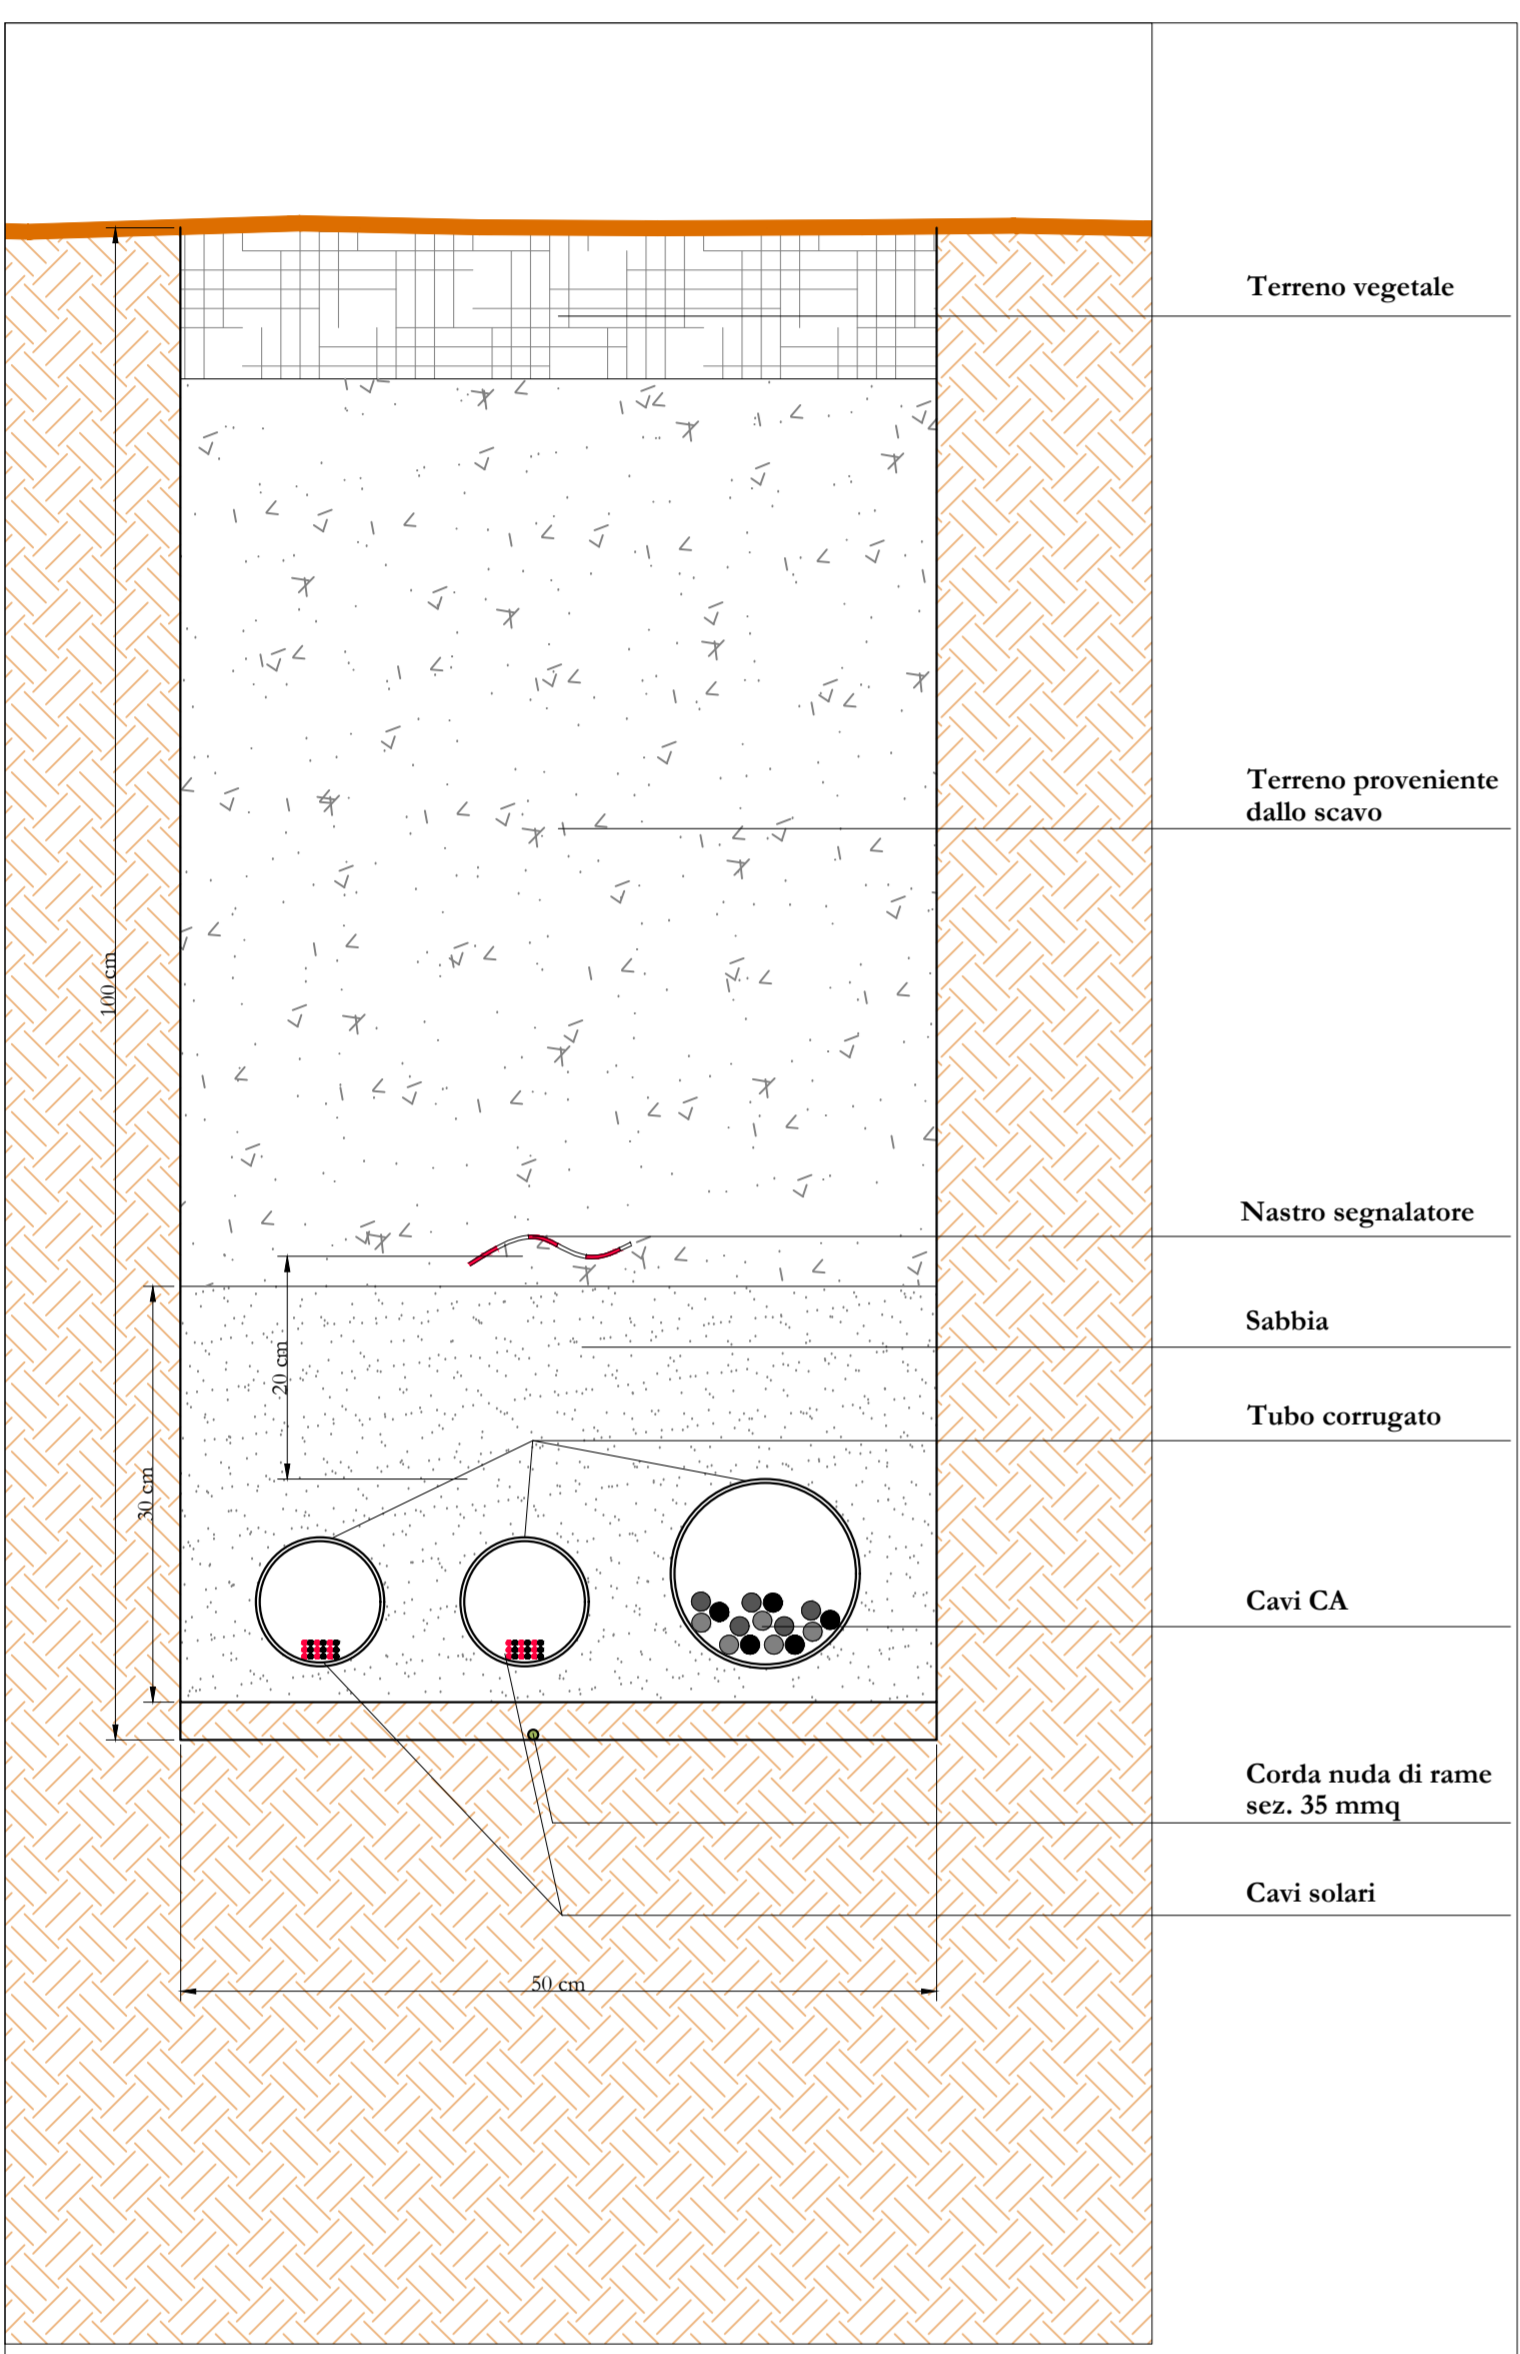 Terreno vegetale
Terreno proveniente
dallo scavo
100 cm
Nastro segnalatore
Sabbia
20 cm
Tubo corrugato
30 cm
Cavi CA
Corda nuda di rame
sez. 35 mmq
Cavi solari
50 cm